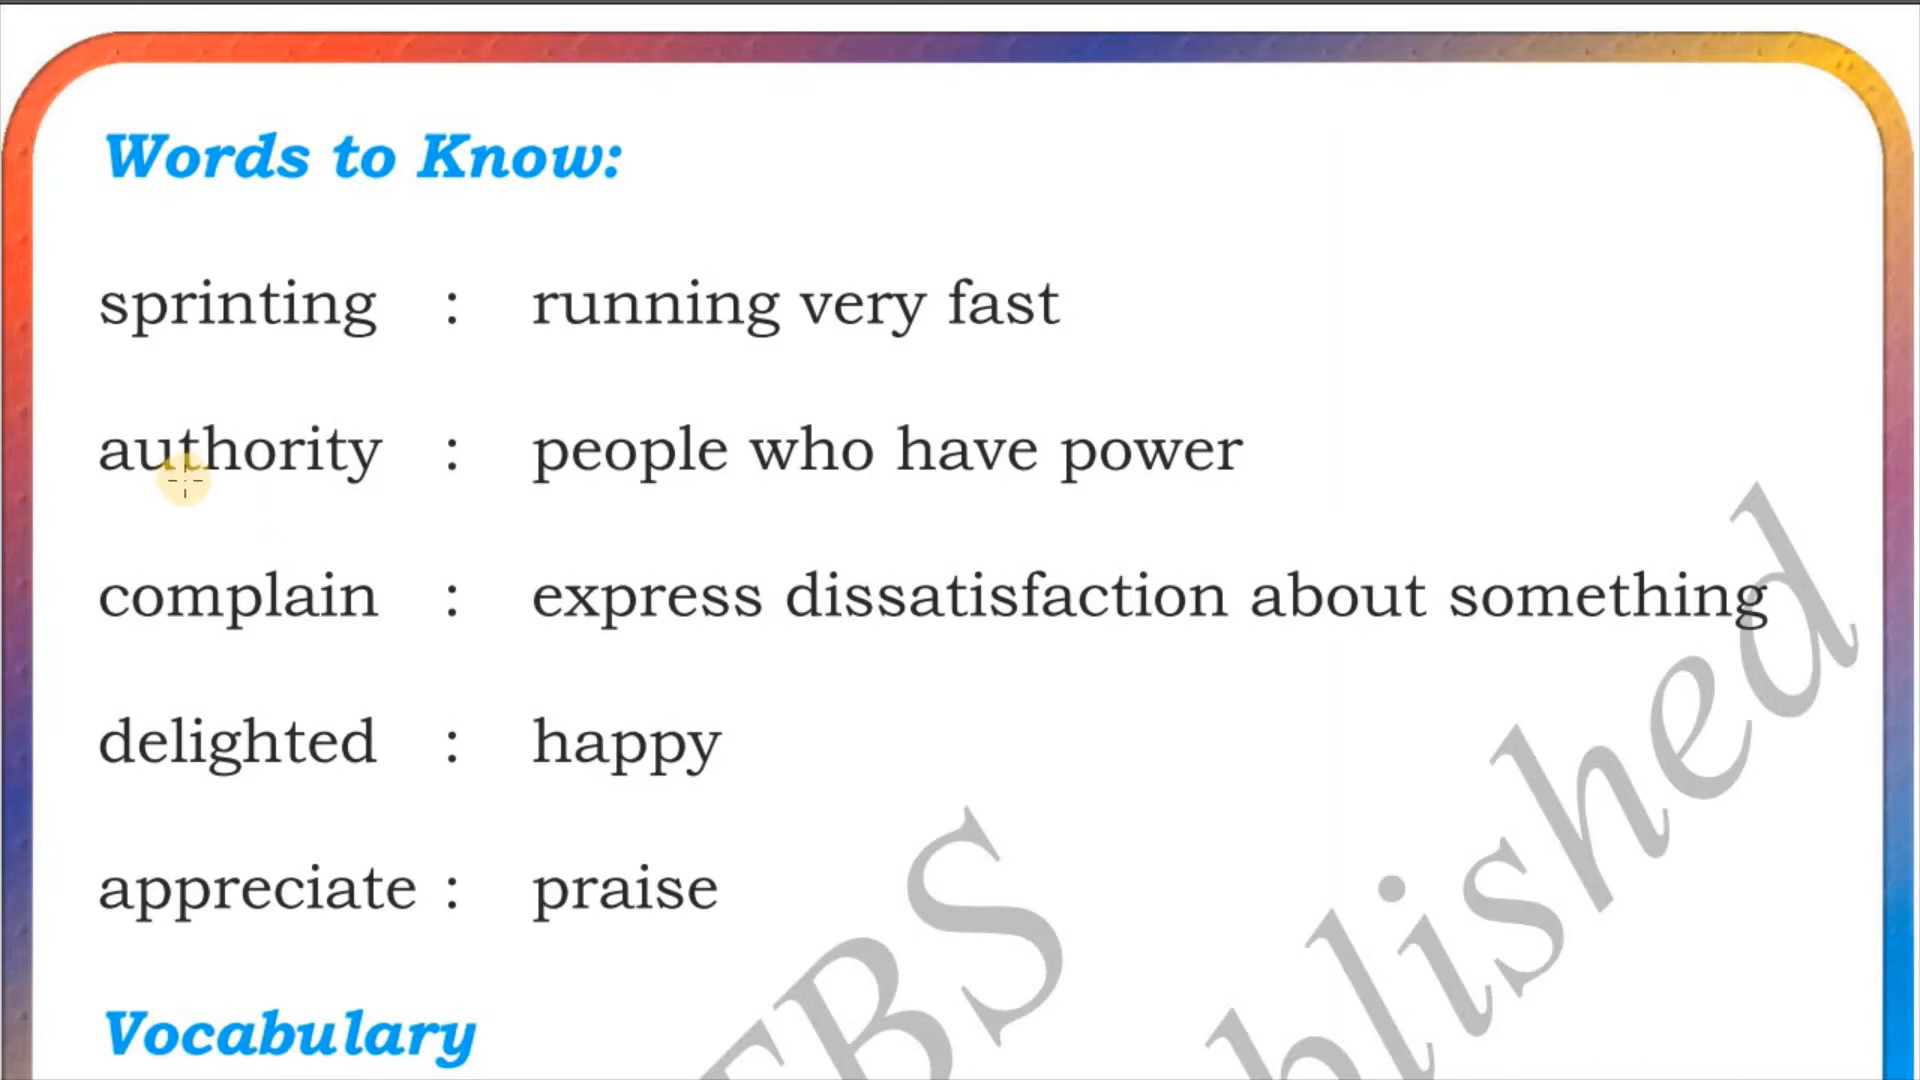 Words to Know:
sprinting : running very fast
authority : people who have power
complain : express dissatisfaction about something
delighted : happy
appreciate : praise
Vocabulary